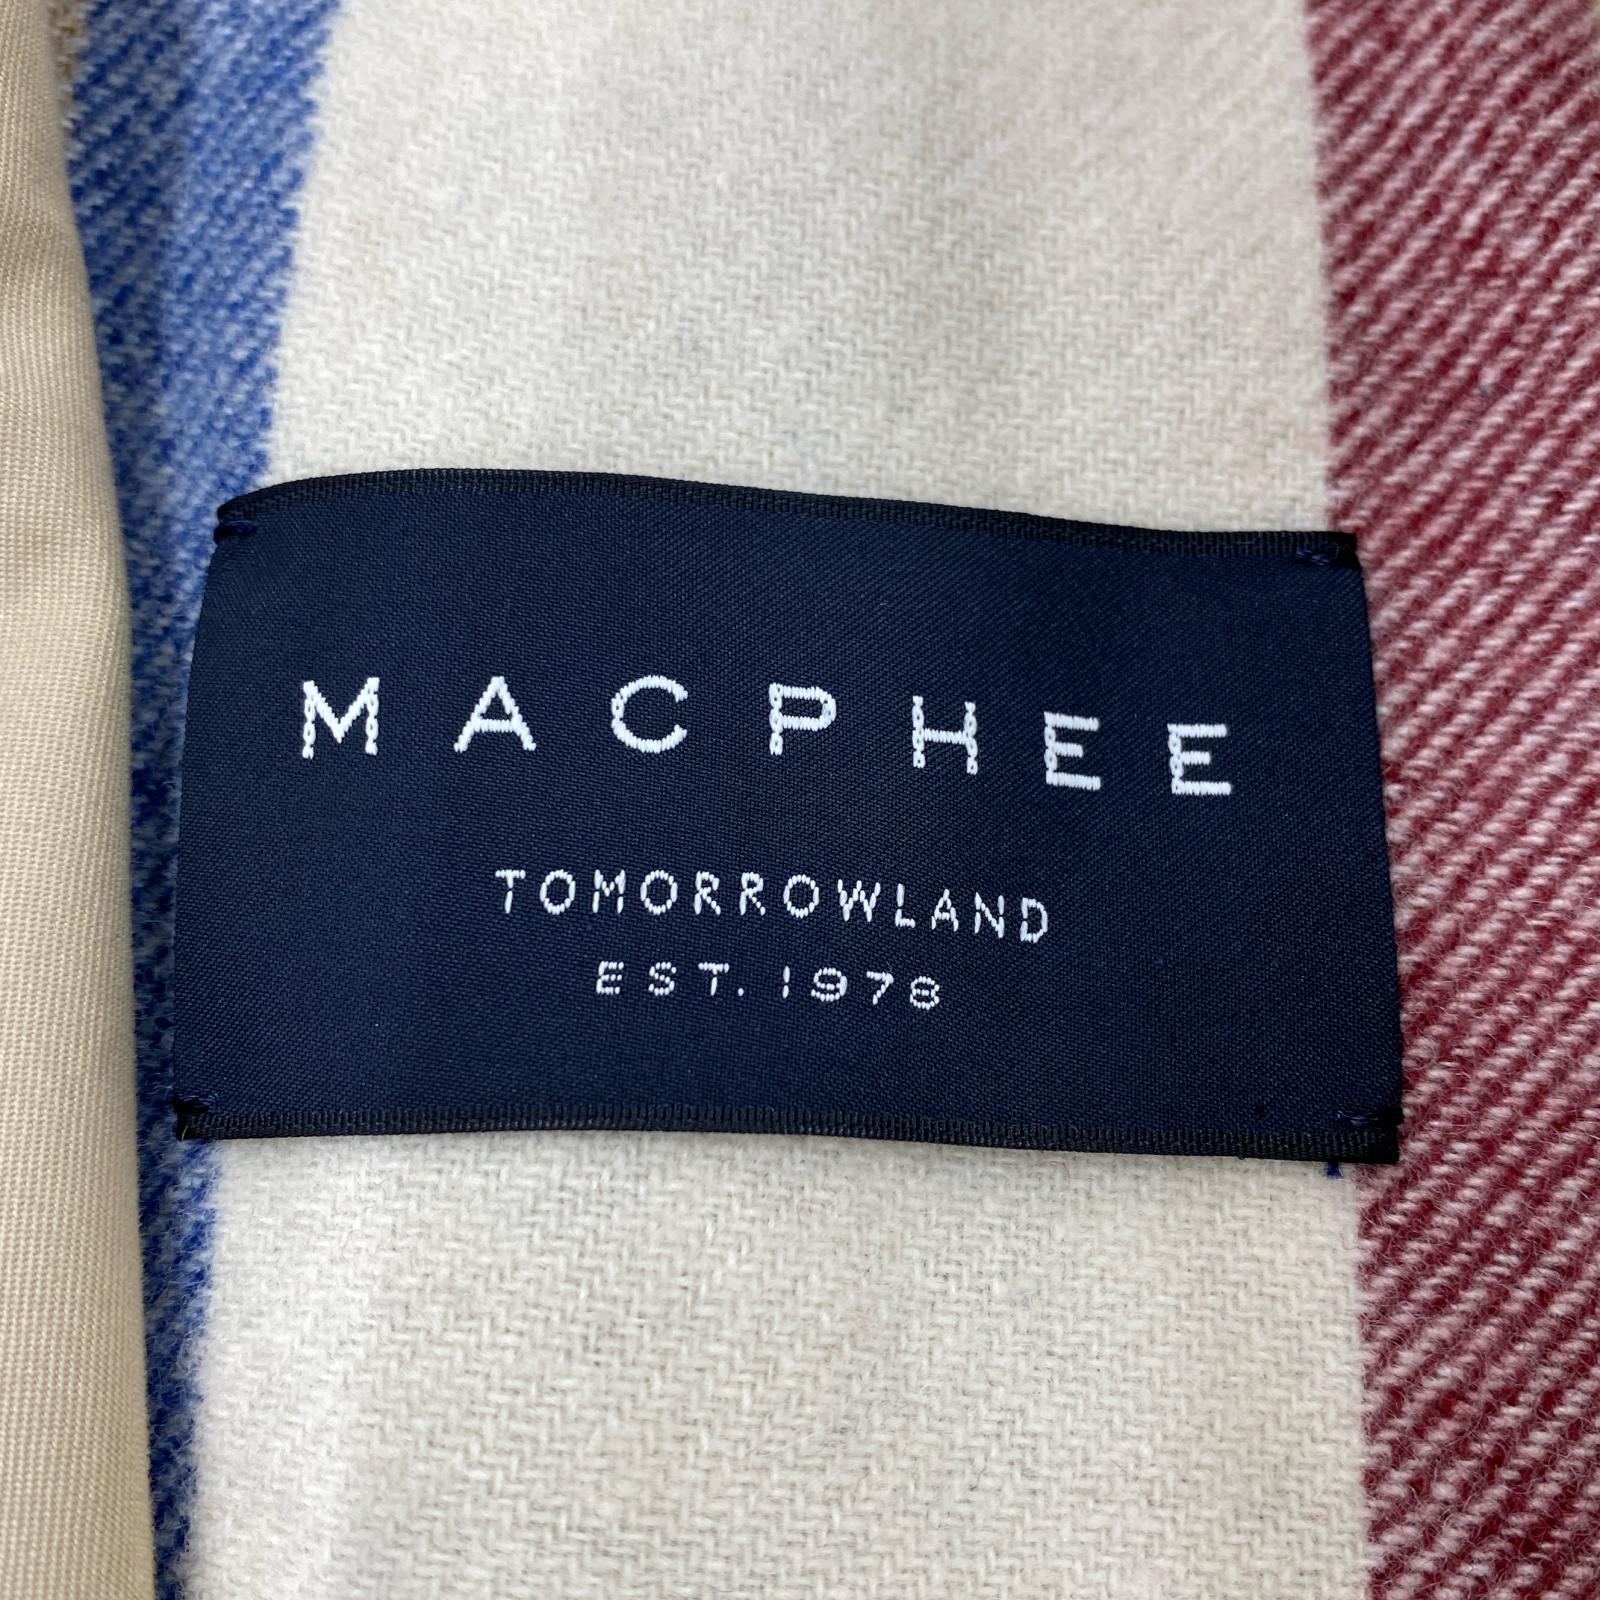 MACPHEE
TOMORROWLAND
EST. 1978